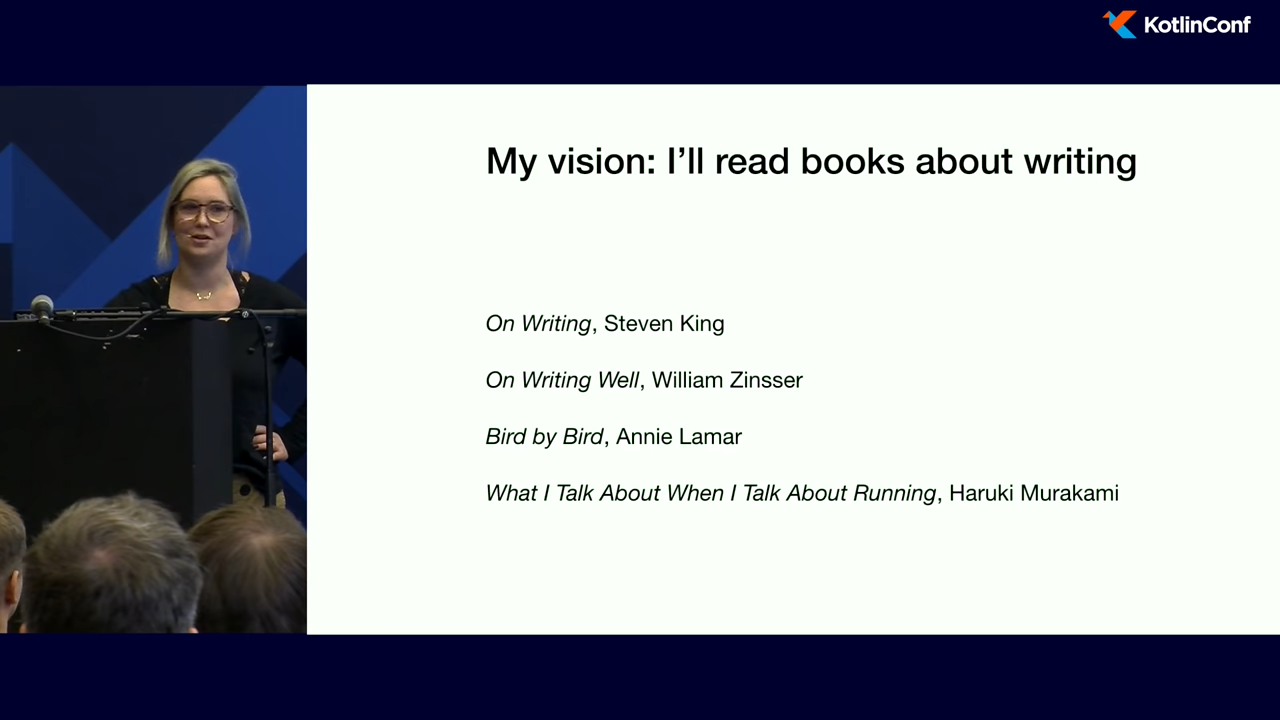 KotlinConf
My vision: I’ll read books about writing
On Writing, Steven King
On Writing Well, William Zinsser
Bird by Bird, Annie Lamar
What I Talk About When I Talk About Running, Haruki Murakami